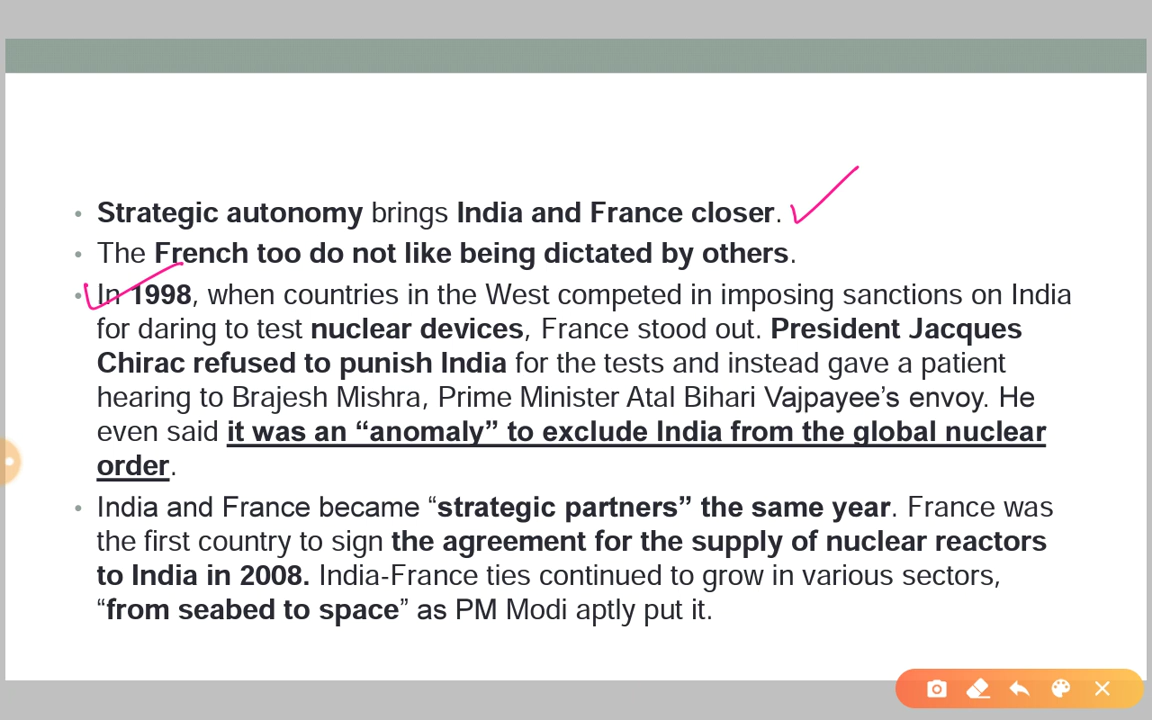 • Strategic autonomy brings India and France closer.
• The French too do not like being dictated by others.
• In 1998, when countries in the West competed in imposing sanctions on India
for daring to test nuclear devices, France stood out. President Jacques
Chirac refused to punish India for the tests and instead gave a patient
hearing to Brajesh Mishra, Prime Minister Atal Bihari Vajpayee’s envoy. He
even said it was an “anomaly” to exclude India from the global nuclear
order.
• India and France became “strategic partners” the same year. France was
the first country to sign the agreement for the supply of nuclear reactors
to India in 2008. India-France ties continued to grow in various sectors,
“from seabed to space” as PM Modi aptly put it.